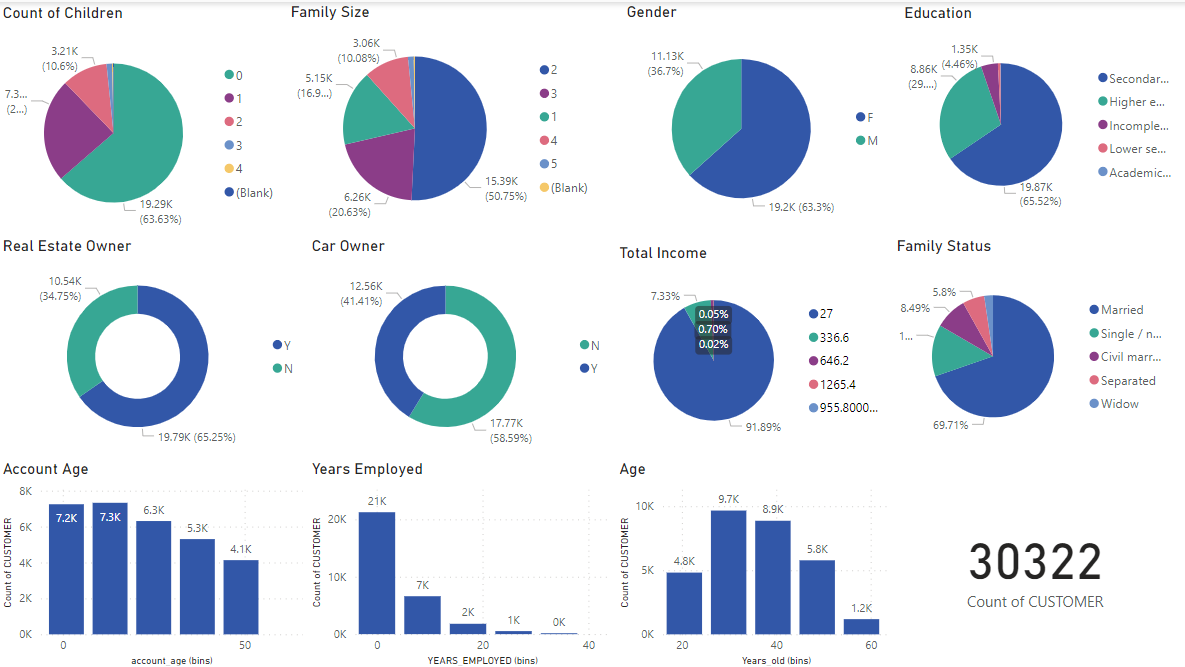 Count of Children
3.21K
(10.6%)
7.3...
(2...)
19.29K
(63.63%)
0
1
2
3
4
(Blank)
Family Size
3.06K
(10.08%)
5.15K
(16.9...)
6.26K
(20.63%)
15.39K
(50.75%)
2
3
1
4
5
(Blank)
Gender
11.13K
(36.7%)
19.2K (63.3%)
F
M
Education
1.35K
(4.46%)
8.86K
(29....)
19.87K
(65.52%)
Secondar...
Higher e...
Incomple...
Lower se...
Academic...
Real Estate Owner
10.54K
(34.75%)
19.79K (65.25%)
Y
N
Car Owner
12.56K
(41.41%)
17.77K
(58.59%)
N
Y
Total Income
7.33%
0.05%
0.70%
0.02%
91.89%
27
336.6
646.2
1265.4
955.8000...
Family Status
5.8%
8.49%
1...
69.71%
Married
Single / n...
Civil marr...
Separated
Widow
Account Age
Count of CUSTOMER
8K
6K
4K
2K
0K
7.2K
7.3K
6.3K
5.3K
4.1K
0
50
account_age (bins)
Years Employed
Count of CUSTOMER
20K
10K
0K
21K
7K
2K
1K
0K
0
20
40
YEARS_EMPLOYED (bins)
Age
Count of CUSTOMER
10K
5K
0K
4.8K
9.7K
8.9K
5.8K
1.2K
20
40
60
Years_old (bins)
30322
Count of CUSTOMER